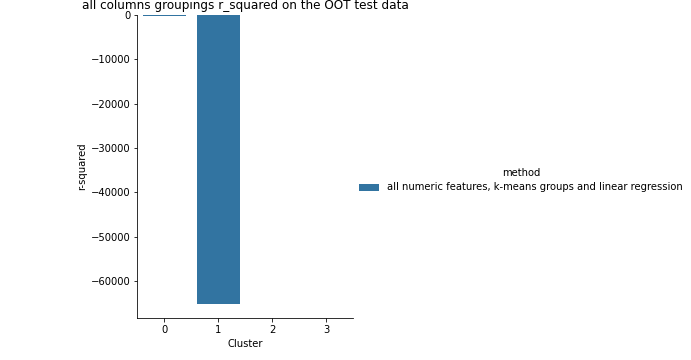 all columns groupings r_squared on the OOT test data
0
−10000
−20000
−30000
−40000
−50000
−60000
r-squared
0 1 2 3
Cluster
method
all numeric features, k-means groups and linear regression